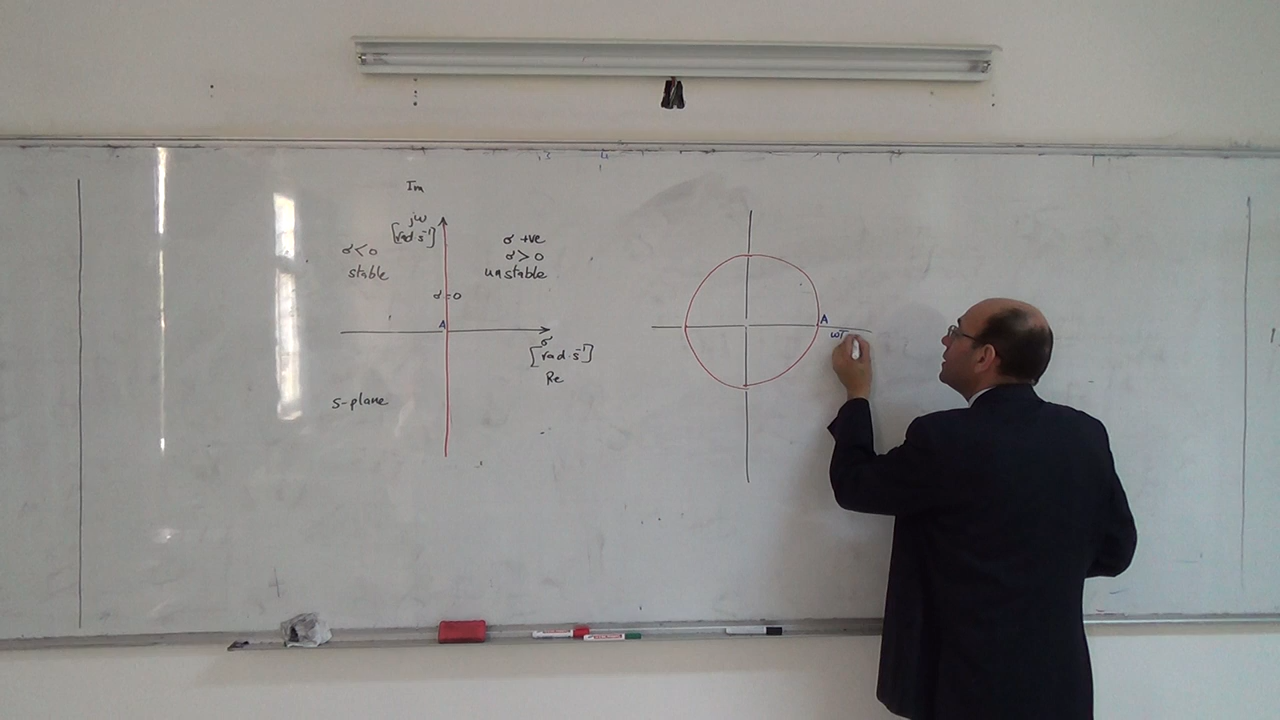 Im
jω
[rad·s⁻¹]
σ<0
stable
σ +ve
σ>0
unstable
σ=0
A
σ
[rad·s⁻¹]
Re
s-plane
A
ωT